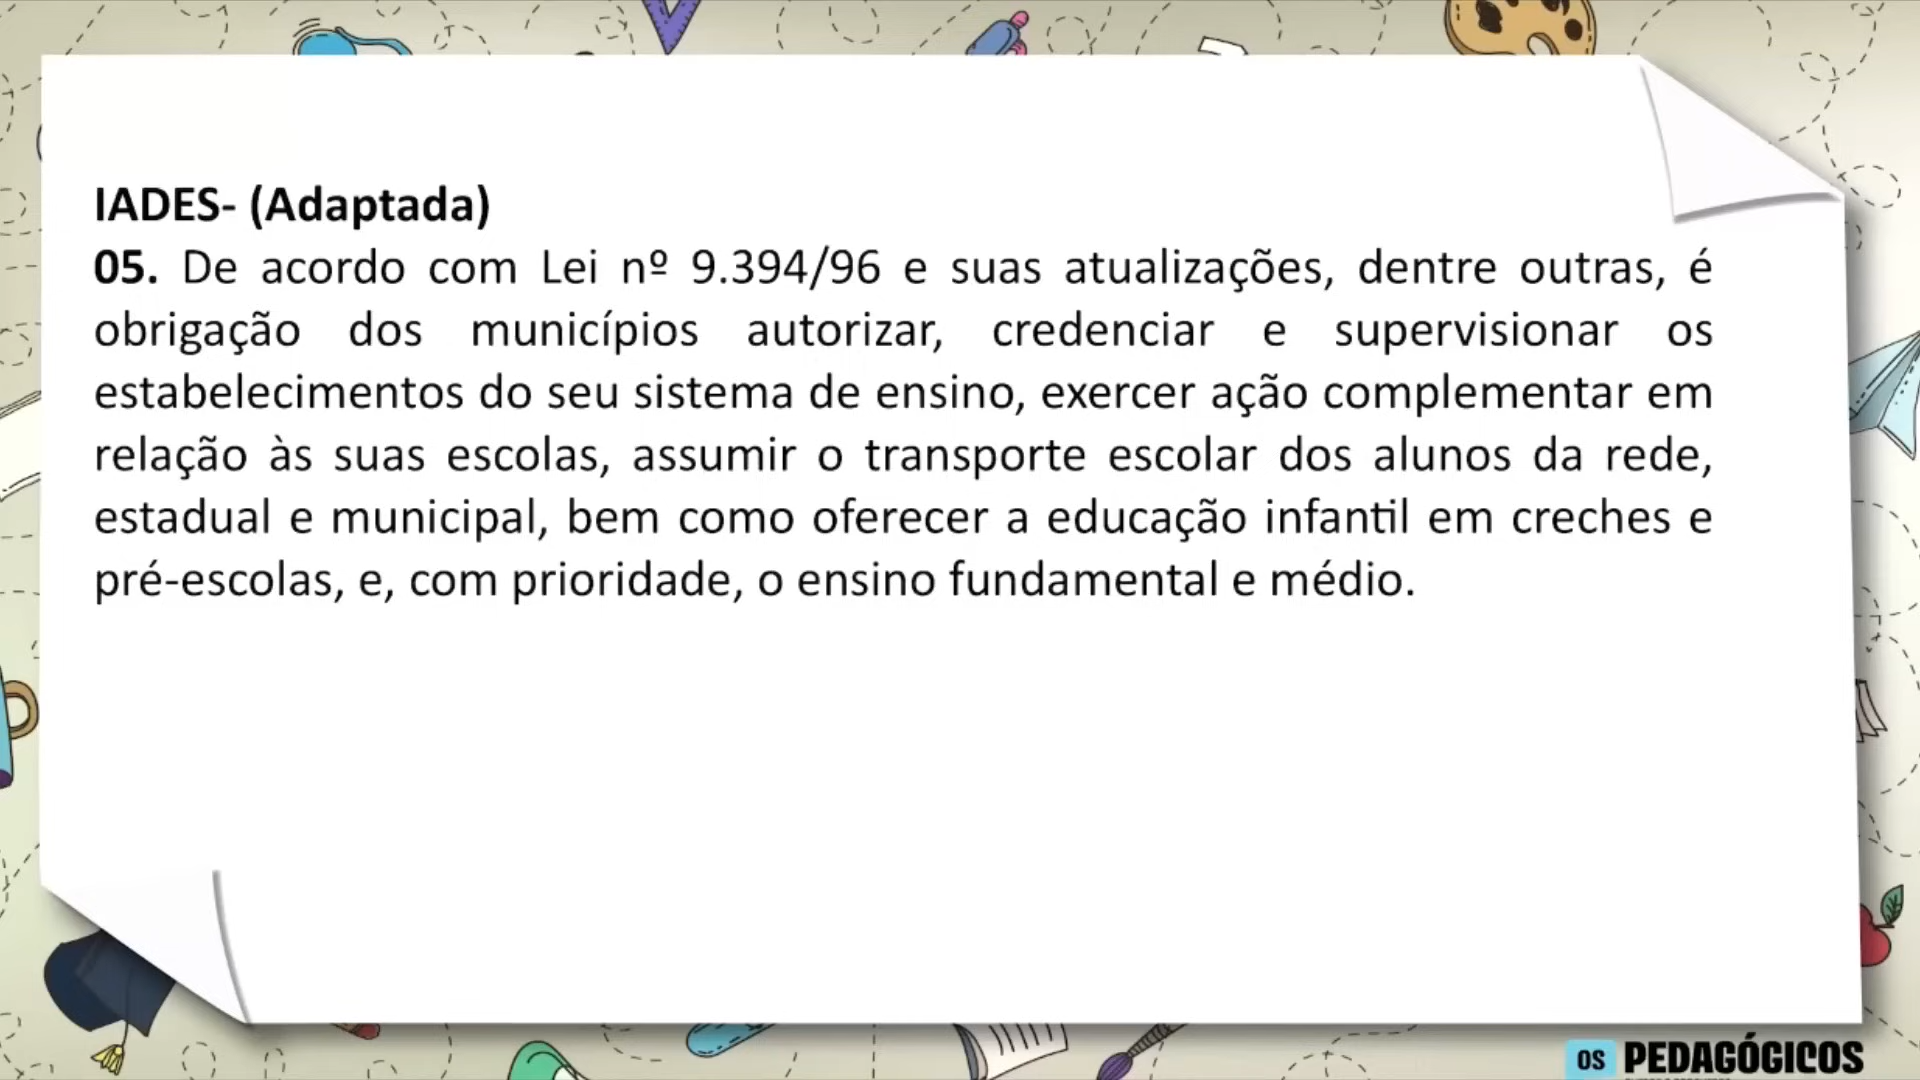 IADES- (Adaptada)
05. De acordo com Lei nº 9.394/96 e suas atualizações, dentre outras, é
obrigação dos municípios autorizar, credenciar e supervisionar os
estabelecimentos do seu sistema de ensino, exercer ação complementar em
relação às suas escolas, assumir o transporte escolar dos alunos da rede,
estadual e municipal, bem como oferecer a educação infantil em creches e
pré-escolas, e, com prioridade, o ensino fundamental e médio.
OS PEDAGÓGICOS